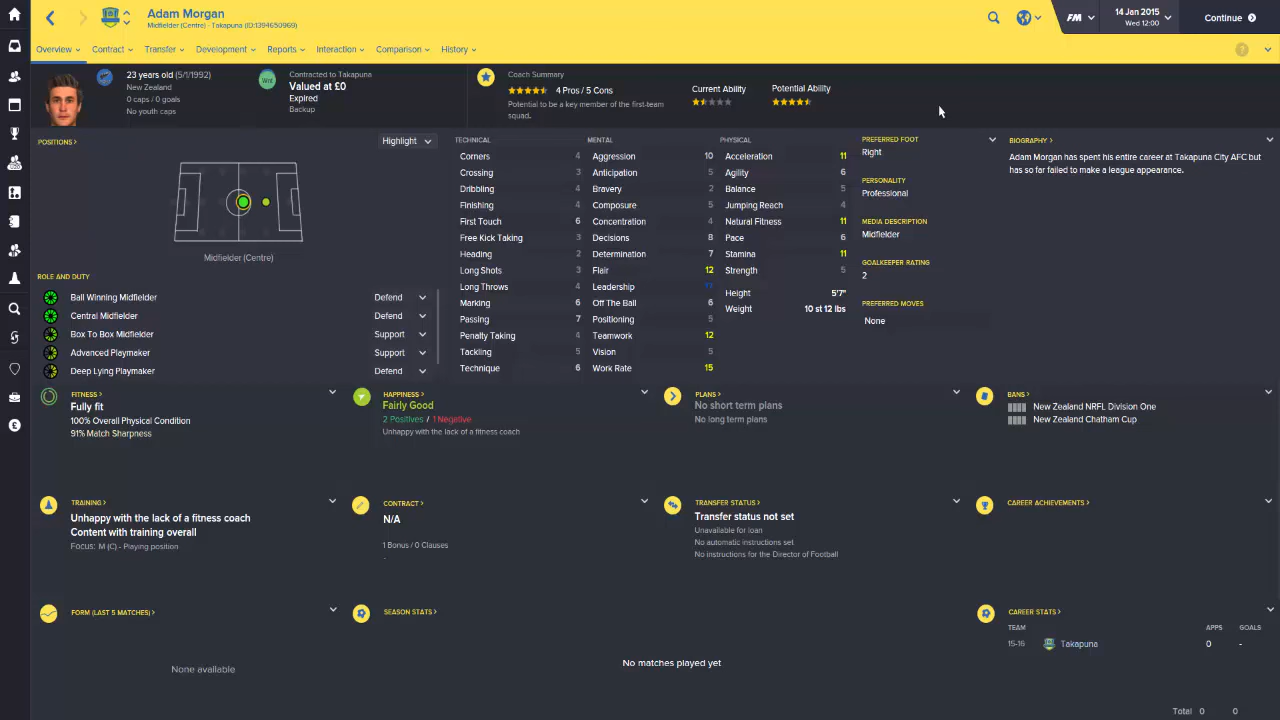 Adam Morgan
Midfielder (Centre) - Takapuna (ID:1394650969)
FM
14 Jan 2015
Wed 12:00
Continue
Overview
Contract
Transfer
Development
Reports
Interaction
Comparison
History
?
23 years old (5/1/1992)
New Zealand
0 caps / 0 goals
No youth caps
Wnt
Contracted to Takapuna
Valued at £0
Expired
Backup
Coach Summary
4 Pros / 5 Cons
Potential to be a key member of the first-team
squad.
Current Ability
Potential Ability
POSITIONS >
Highlight
Midfielder (Centre)
ROLE AND DUTY
Ball Winning Midfielder Defend
Central Midfielder Defend
Box To Box Midfielder Support
Advanced Playmaker Support
Deep Lying Playmaker Defend
TECHNICAL
Corners 4
Crossing 3
Dribbling 4
Finishing 4
First Touch 6
Free Kick Taking 3
Heading 2
Long Shots 3
Long Throws 4
Marking 6
Passing 7
Penalty Taking 4
Tackling 5
Technique 6
MENTAL
Aggression 10
Anticipation 5
Bravery 2
Composure 5
Concentration 4
Decisions 8
Determination 7
Flair 12
Leadership
Off The Ball 6
Positioning 5
Teamwork 12
Vision 5
Work Rate 15
PHYSICAL
Acceleration 11
Agility 6
Balance 5
Jumping Reach 4
Natural Fitness 11
Pace 6
Stamina 11
Strength 5
Height 5'7"
Weight 10 st 12 lbs
PREFERRED FOOT
Right
PERSONALITY
Professional
MEDIA DESCRIPTION
Midfielder
GOALKEEPER RATING
2
PREFERRED MOVES
None
BIOGRAPHY >
Adam Morgan has spent his entire career at Takapuna City AFC but
has so far failed to make a league appearance.
FITNESS >
Fully fit
100% Overall Physical Condition
91% Match Sharpness
HAPPINESS >
Fairly Good
2 Positives / 1 Negative
Unhappy with the lack of a fitness coach
PLANS >
No short term plans
No long term plans
BANS >
New Zealand NRFL Division One
New Zealand Chatham Cup
TRAINING >
Unhappy with the lack of a fitness coach
Content with training overall
Focus: M (C) - Playing position
CONTRACT >
N/A
1 Bonus / 0 Clauses
-
TRANSFER STATUS >
Transfer status not set
Unavailable for loan
No automatic instructions set
No instructions for the Director of Football
CAREER ACHIEVEMENTS >
FORM (LAST 5 MATCHES) >
None available
SEASON STATS >
No matches played yet
CAREER STATS >
TEAM APPS GOALS
15-16 Takapuna 0 -
Total 0 0